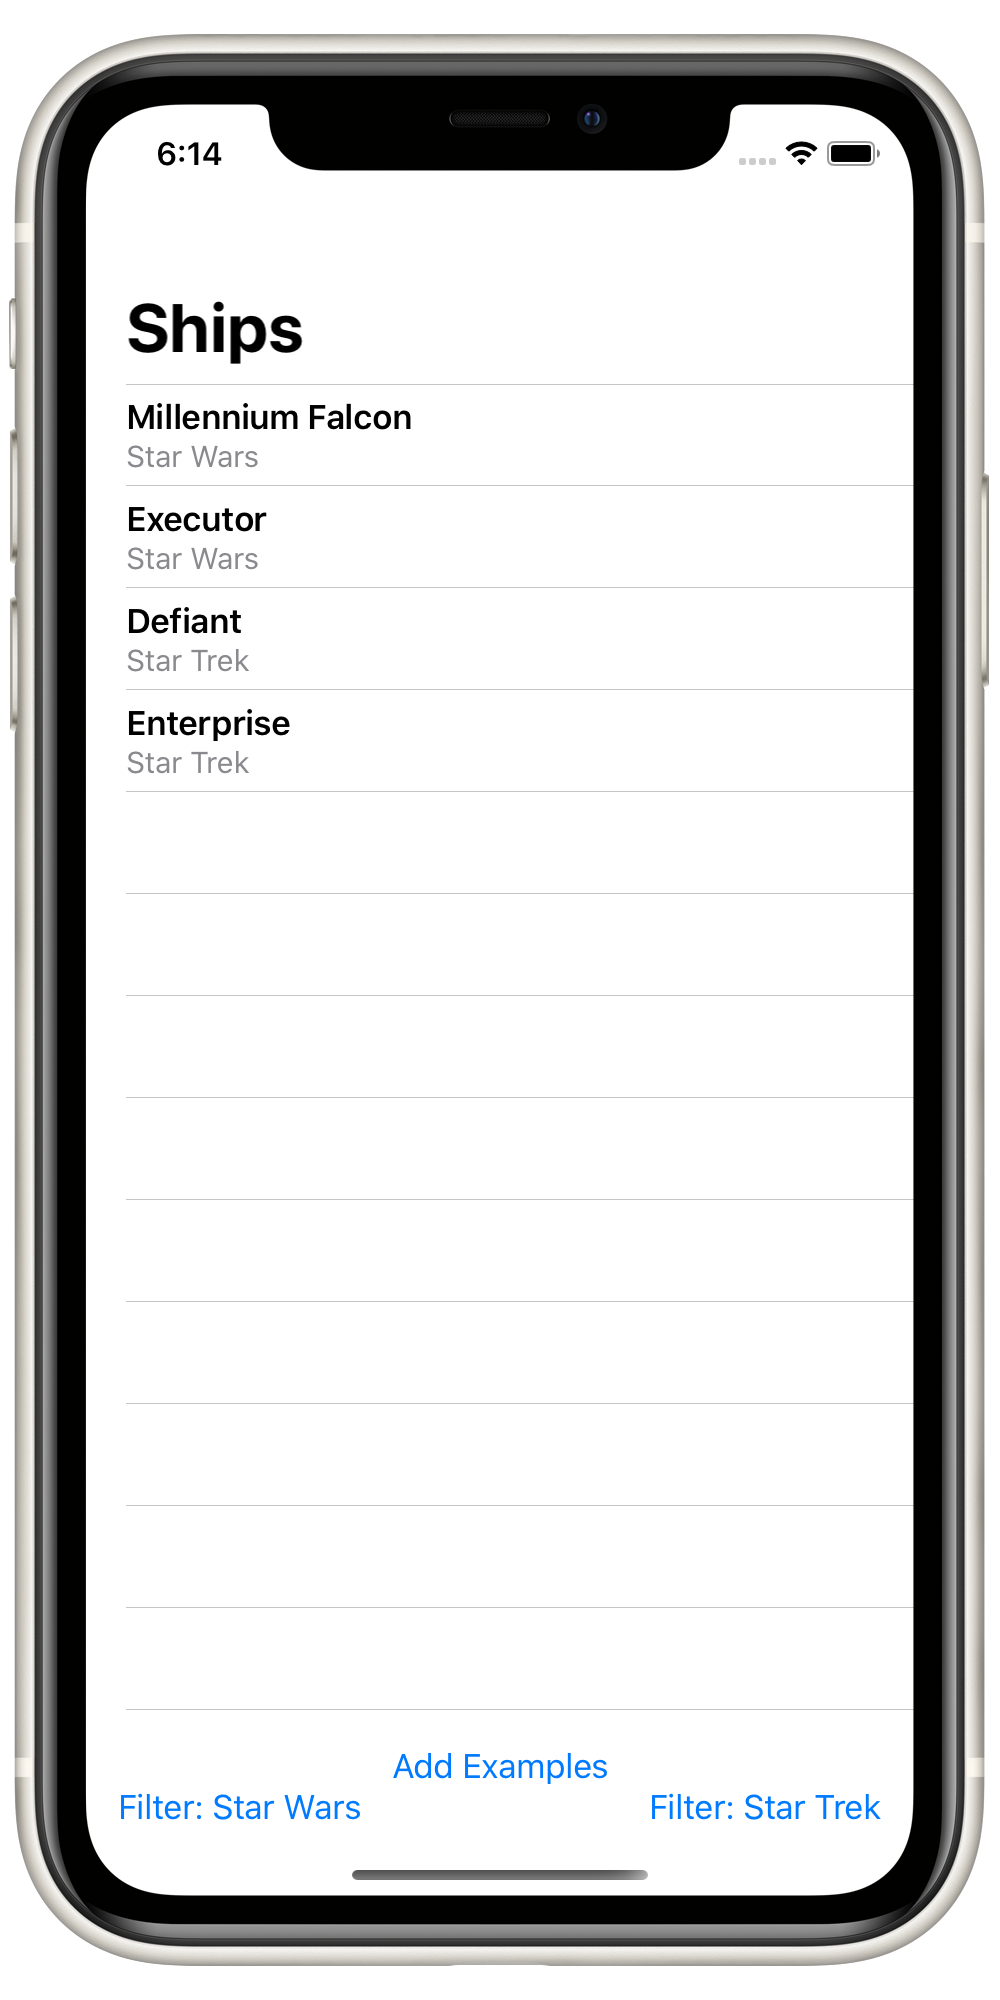 6:14
Ships
Millennium Falcon
Star Wars
Executor
Star Wars
Defiant
Star Trek
Enterprise
Star Trek
Add Examples
Filter: Star Wars
Filter: Star Trek